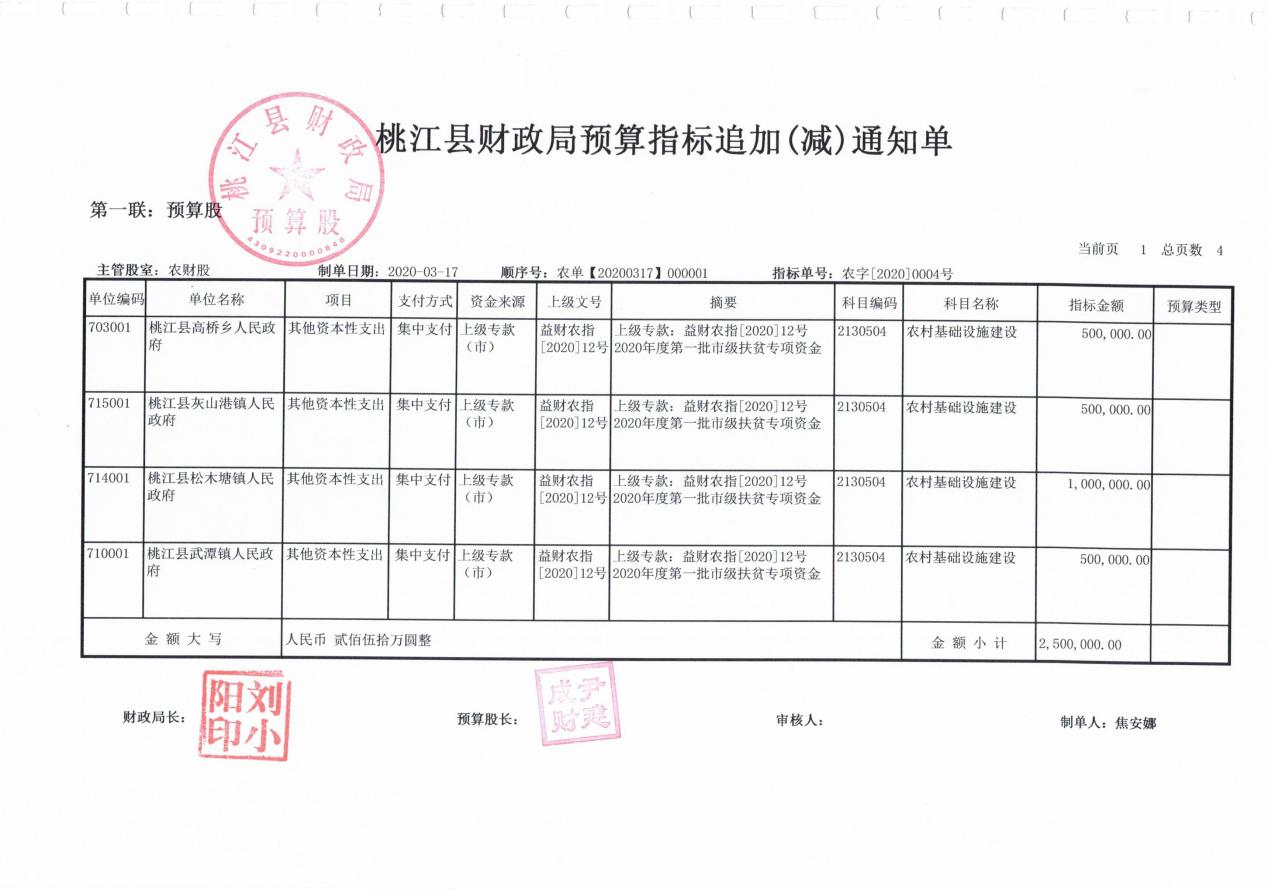 桃江县财政局
预算股
4309220000848
桃江县财政局预算指标追加(减)通知单
第一联：预算股
当前页 1 总页数 4
主管股室：农财股 制单日期：2020-03-17 顺序号：农单【20200317】000001 指标单号：农字[2020]0004号
单位编码 单位名称 项目 支付方式 资金来源 上级文号 摘要 科目编码 科目名称 指标金额 预算类型
703001 桃江县高桥乡人民政 其他资本性支出 集中支付 上级专款 益财农指 上级专款：益财农指[2020]12号 2130504 农村基础设施建设 500,000.00
府 （市） [2020]12号 2020年度第一批市级扶贫专项资金
715001 桃江县灰山港镇人民 其他资本性支出 集中支付 上级专款 益财农指 上级专款：益财农指[2020]12号 2130504 农村基础设施建设 500,000.00
政府 （市） [2020]12号 2020年度第一批市级扶贫专项资金
714001 桃江县松木塘镇人民 其他资本性支出 集中支付 上级专款 益财农指 上级专款：益财农指[2020]12号 2130504 农村基础设施建设 1,000,000.00
政府 （市） [2020]12号 2020年度第一批市级扶贫专项资金
710001 桃江县武潭镇人民政 其他资本性支出 集中支付 上级专款 益财农指 上级专款：益财农指[2020]12号 2130504 农村基础设施建设 500,000.00
府 （市） [2020]12号 2020年度第一批市级扶贫专项资金
金 额 大 写 人民币 贰佰伍拾万圆整 金 额 小 计 2,500,000.00
财政局长： 刘小阳印 预算股长： 尹建成财 审核人： 制单人：焦安娜